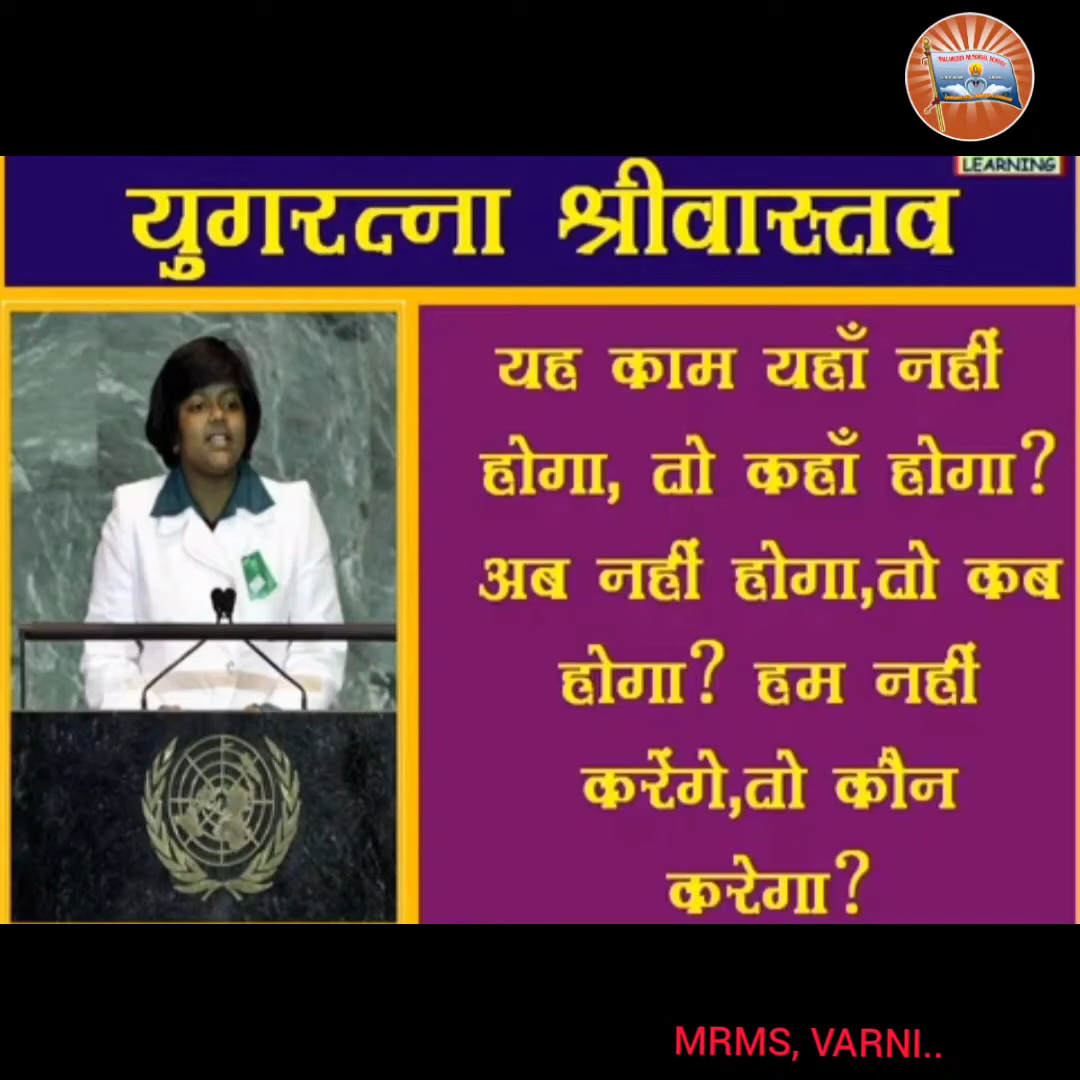 LEARNING
युगरत्ना श्रीवास्तव
यह काम यहाँ नहीं
होगा, तो कहाँ होगा?
अब नहीं होगा,तो कब
होगा? हम नहीं
करेंगे,तो कौन
करेगा?
MRMS, VARNI..